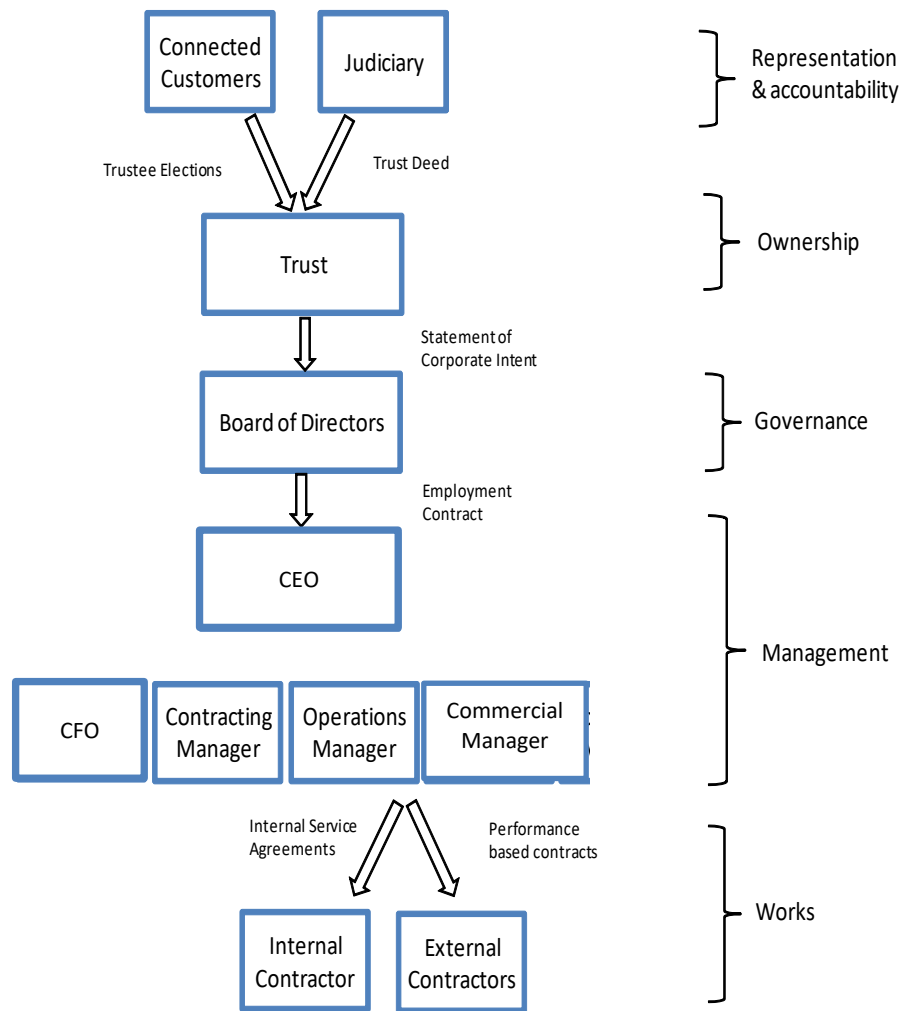 Connected
Customers
Judiciary
Representation
& accountability
Trustee Elections
Trust Deed
Trust
Ownership
Statement of
Corporate Intent
Board of Directors
Governance
Employment
Contract
CEO
Management
CFO
Contracting
Manager
Operations
Manager
Commercial
Manager
Internal Service
Agreements
Performance
based contracts
Internal
Contractor
External
Contractors
Works